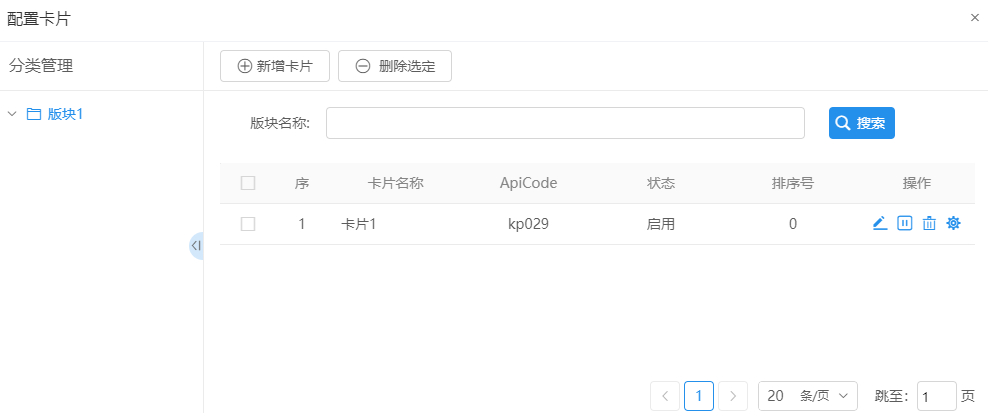 配置卡片
分类管理
新增卡片 删除选定
版块1
版块名称: 搜索
序 卡片名称 ApiCode 状态 排序号 操作
1 卡片1 kp029 启用 0
1 20 条/页 跳至: 1 页